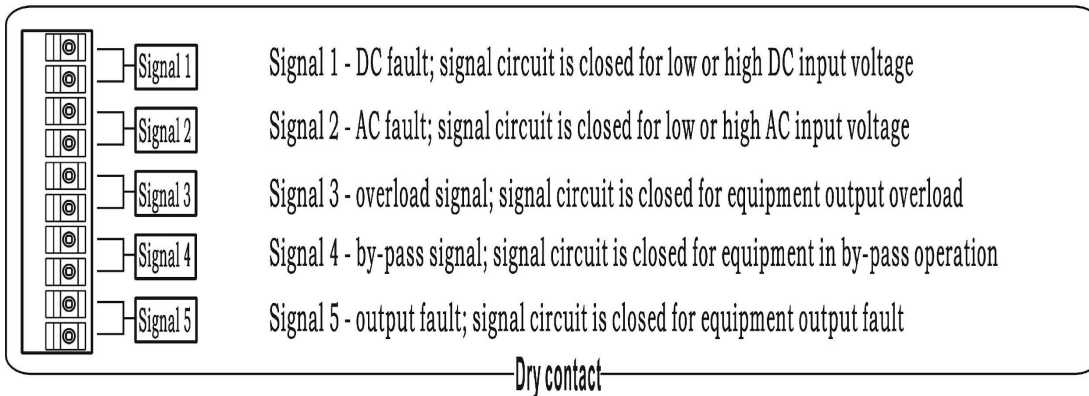 Signal 1 Signal 1 - DC fault; signal circuit is closed for low or high DC input voltage
Signal 2 Signal 2 - AC fault; signal circuit is closed for low or high AC input voltage
Signal 3 Signal 3 - overload signal; signal circuit is closed for equipment output overload
Signal 4 Signal 4 - by-pass signal; signal circuit is closed for equipment in by-pass operation
Signal 5 Signal 5 - output fault; signal circuit is closed for equipment output fault
Dry contact